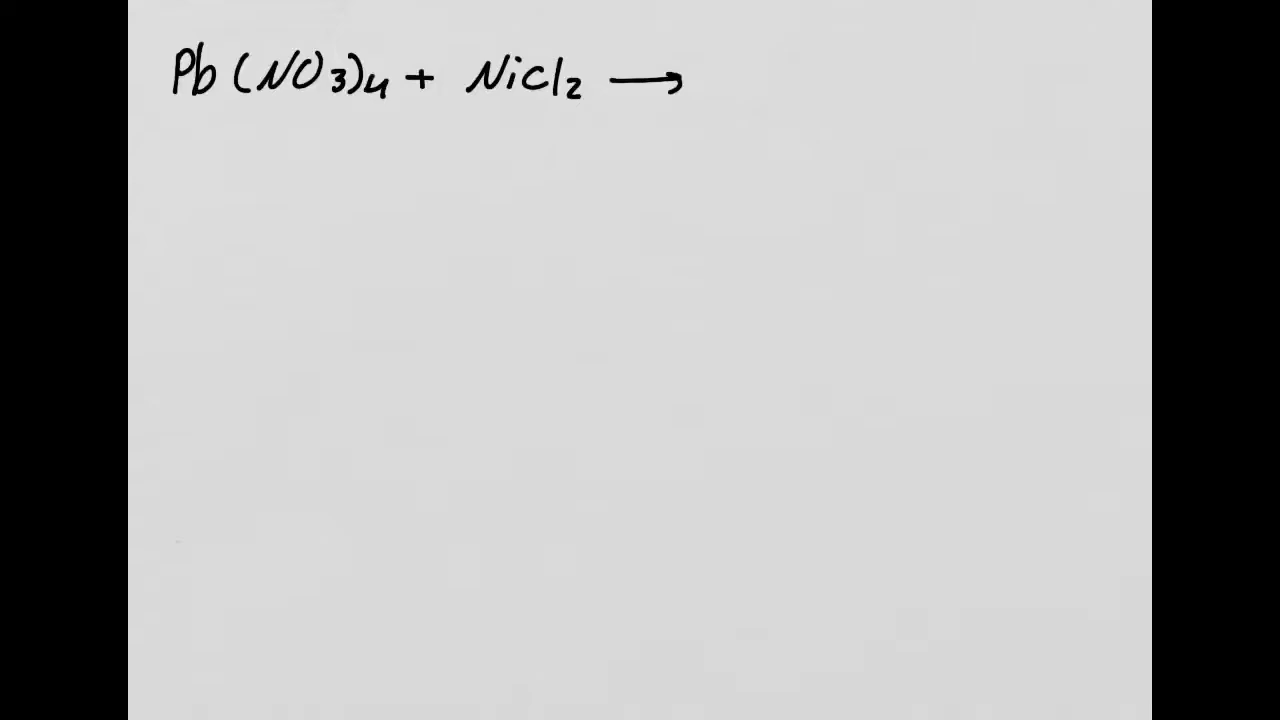 Pb(NO₃)₄ + NiCl₂ →